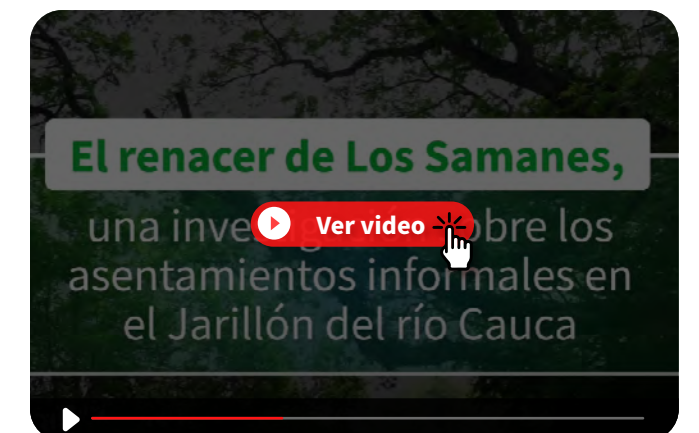 El renacer de Los Samanes,
una inve obre los
Ver video
asentamientos informales en
el Jarillón del río Cauca